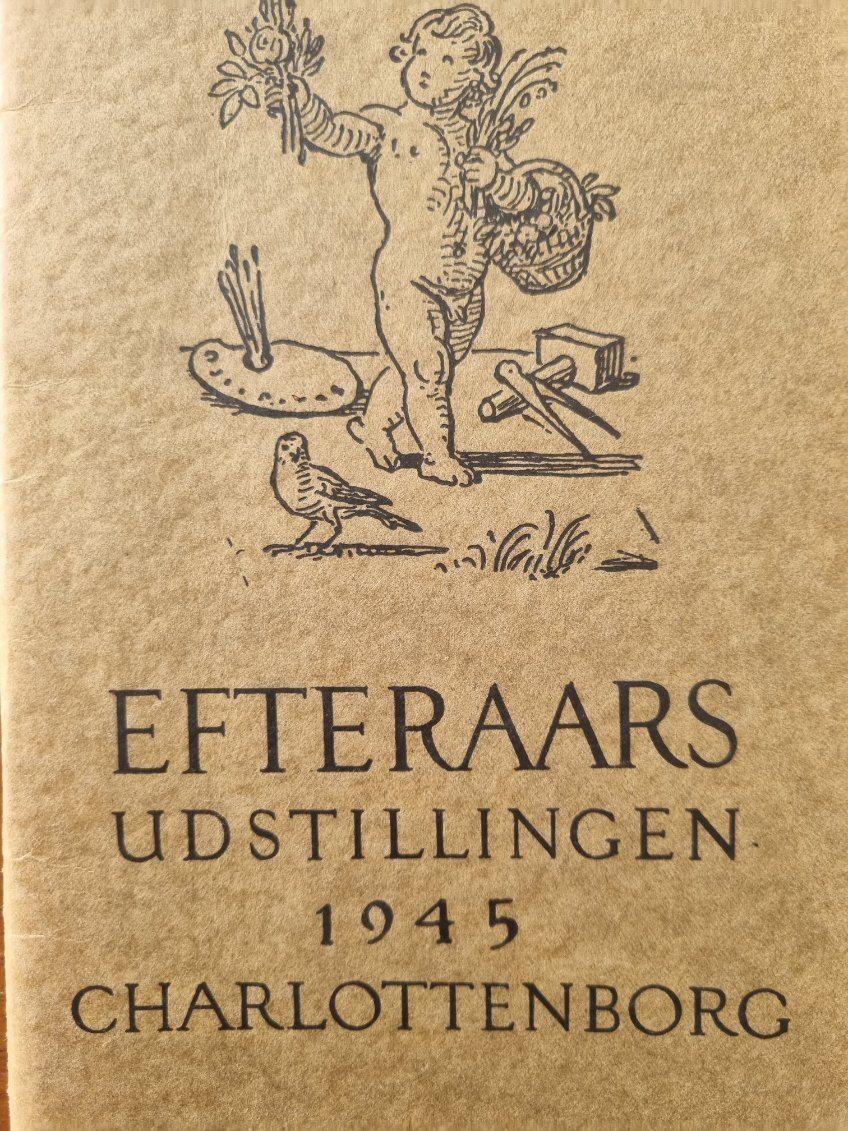 EFTERAARS
UDSTILLINGEN
1945
CHARLOTTENBORG